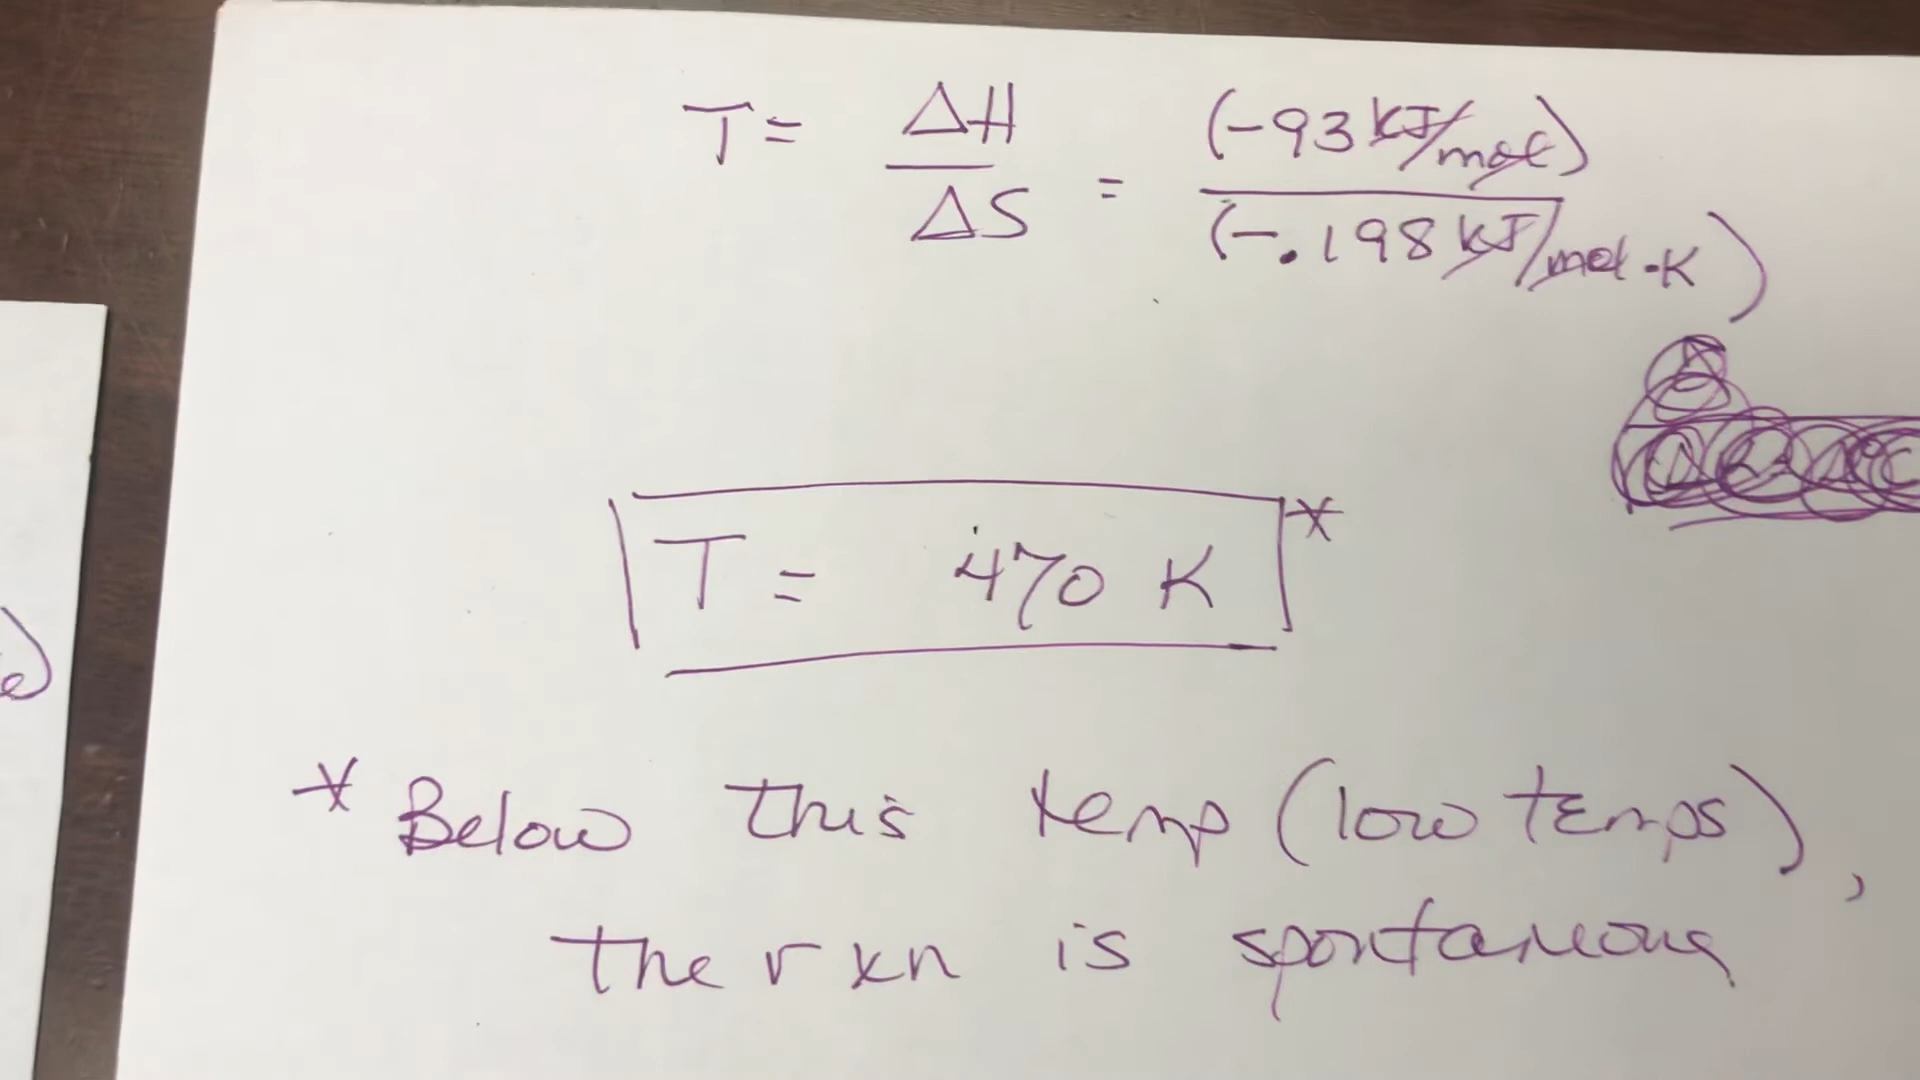 T = ΔH/ΔS = (-93 kJ/mol)/(-.198 kJ/mol-K)
T = 470 K *
* Below this temp (low temps),
the rxn is spontaneous
e)